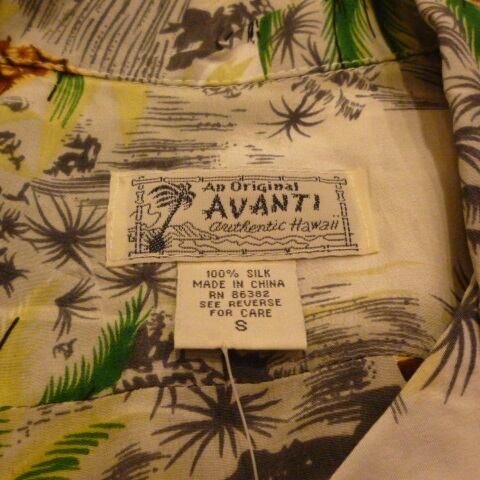 An Original
AVANTI
authentic Hawaii
100% SILK
MADE IN CHINA
RN 86382
SEE REVERSE
FOR CARE
S